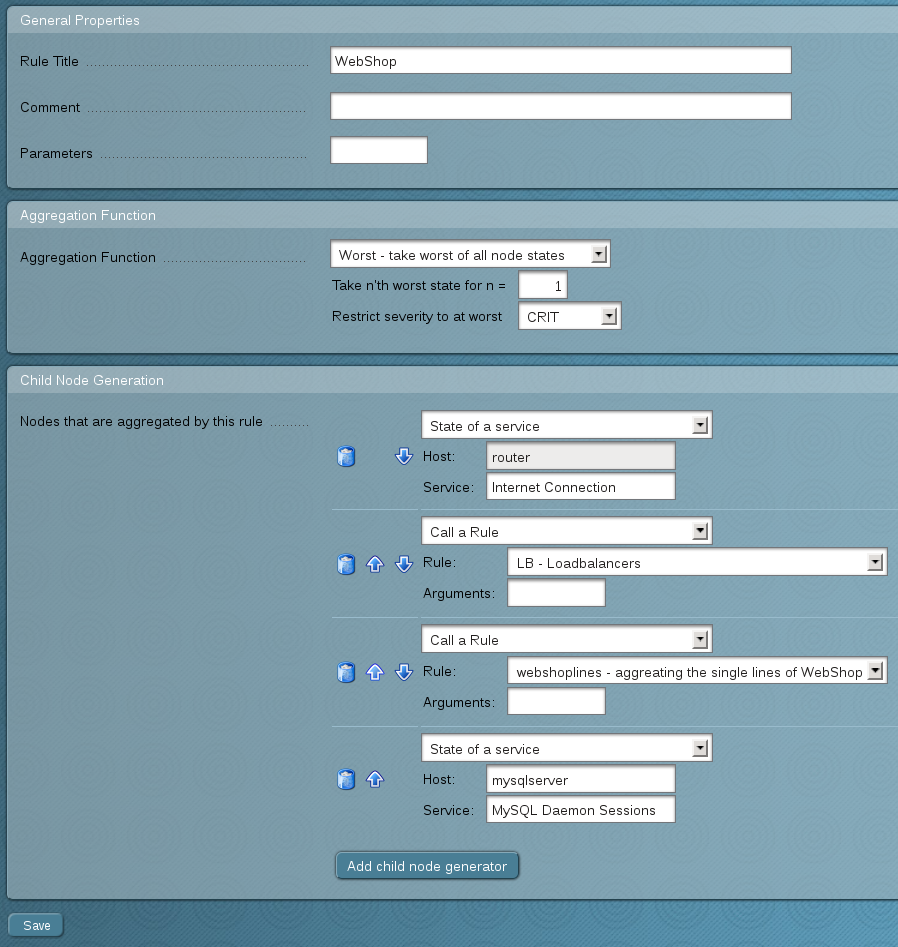 General Properties
Rule Title WebShop
Comment
Parameters
Aggregation Function
Aggregation Function Worst - take worst of all node states
Take n'th worst state for n = 1
Restrict severity to at worst CRIT
Child Node Generation
Nodes that are aggregated by this rule State of a service
Host: router
Service: Internet Connection
Call a Rule
Rule: LB - Loadbalancers
Arguments:
Call a Rule
Rule: webshoplines - aggreating the single lines of WebShop
Arguments:
State of a service
Host: mysqlserver
Service: MySQL Daemon Sessions
Add child node generator
Save